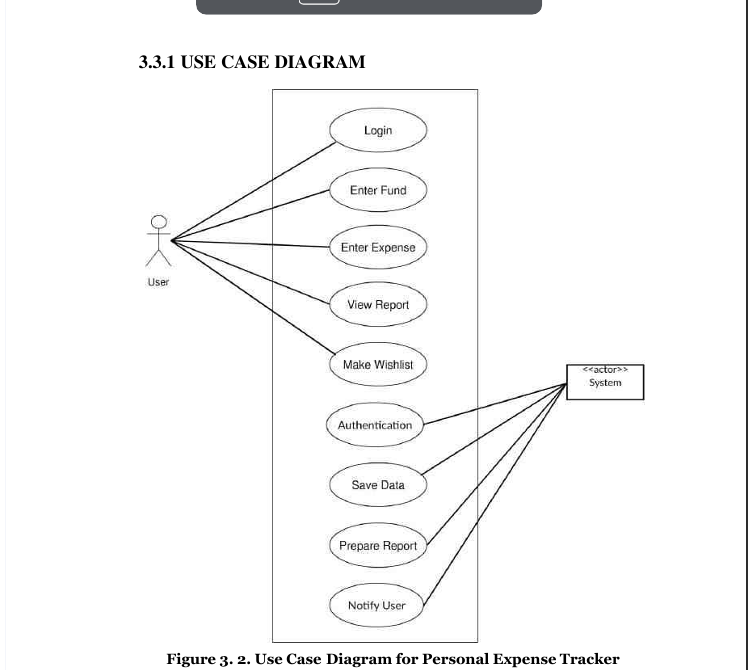 3.3.1 USE CASE DIAGRAM
Login
Enter Fund
Enter Expense
User
View Report
Make Wishlist
<<actor>>
System
Authentication
Save Data
Prepare Report
Notify User
Figure 3. 2. Use Case Diagram for Personal Expense Tracker